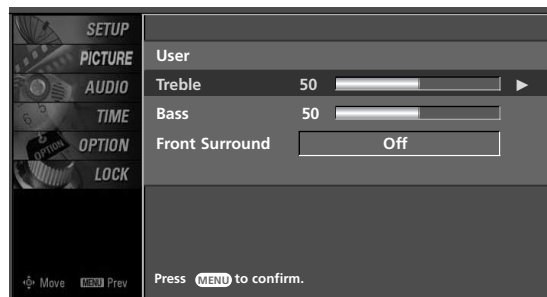 SETUP
PICTURE
AUDIO
TIME
OPTION
LOCK
Move MENU Prev
User
Treble 50
Bass 50
Front Surround Off
Press MENU to confirm.